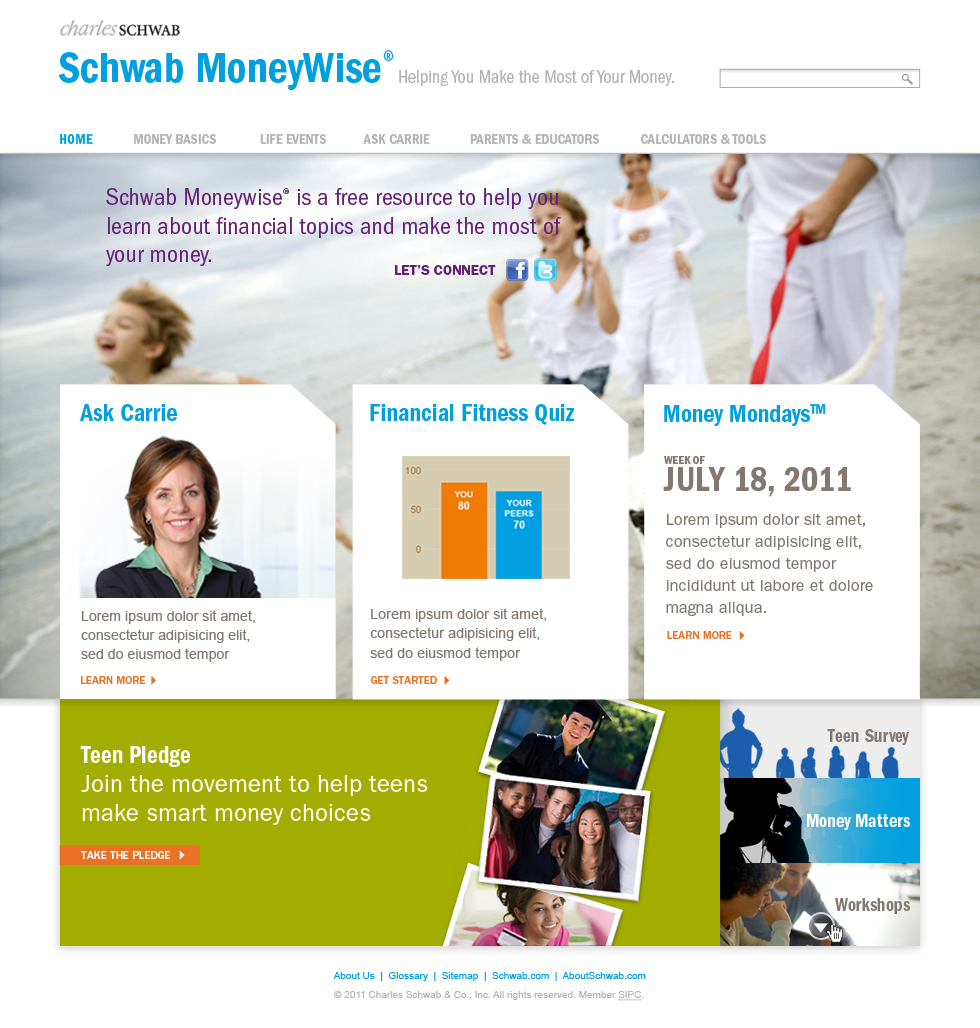 charles SCHWAB
Schwab MoneyWise® Helping You Make the Most of Your Money.
HOME MONEY BASICS LIFE EVENTS ASK CARRIE PARENTS & EDUCATORS CALCULATORS & TOOLS
Schwab Moneywise® is a free resource to help you
learn about financial topics and make the most of
your money.
LET'S CONNECT f t
Ask Carrie
Lorem ipsum dolor sit amet,
consectetur adipisicing elit,
sed do eiusmod tempor
LEARN MORE
Financial Fitness Quiz
100
50
0
YOU
80
YOUR
PEERS
70
Lorem ipsum dolor sit amet,
consectetur adipisicing elit,
sed do eiusmod tempor
GET STARTED
Money Mondays™
WEEK OF
JULY 18, 2011
Lorem ipsum dolor sit amet,
consectetur adipisicing elit,
sed do eiusmod tempor
incididunt ut labore et dolore
magna aliqua.
LEARN MORE
Teen Pledge
Join the movement to help teens
make smart money choices
TAKE THE PLEDGE
Teen Survey
Money Matters
Workshops
About Us | Glossary | Sitemap | Schwab.com | AboutSchwab.com
© 2011 Charles Schwab & Co., Inc. All rights reserved. Member SIPC.